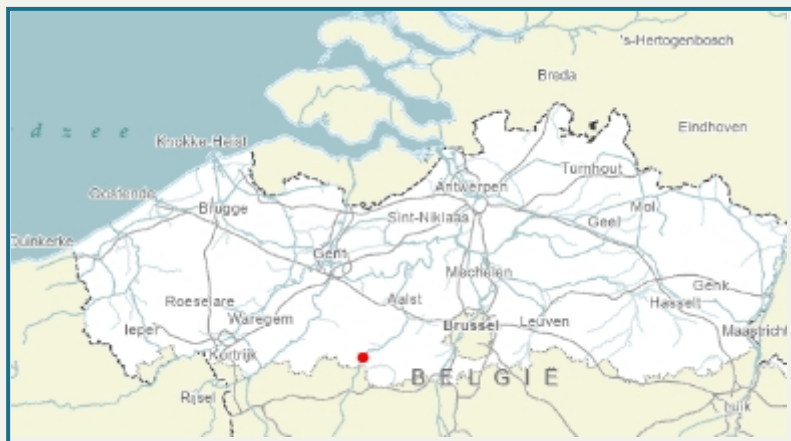 's-Hertogenbosch
Breda
d z e e
Eindhoven
Knokke-Heist
Turnhout
Antwerpen
Oostende
Brugge
Sint-Niklaas
Geel
Mol
Duinkerke
Gent
Mechelen
Genk
Roeselare
Aalst
Hasselt
Ieper
Waregem
Brussel
Leuven
Maastricht
Kortrijk
BELGIË
Rijsel
Luik